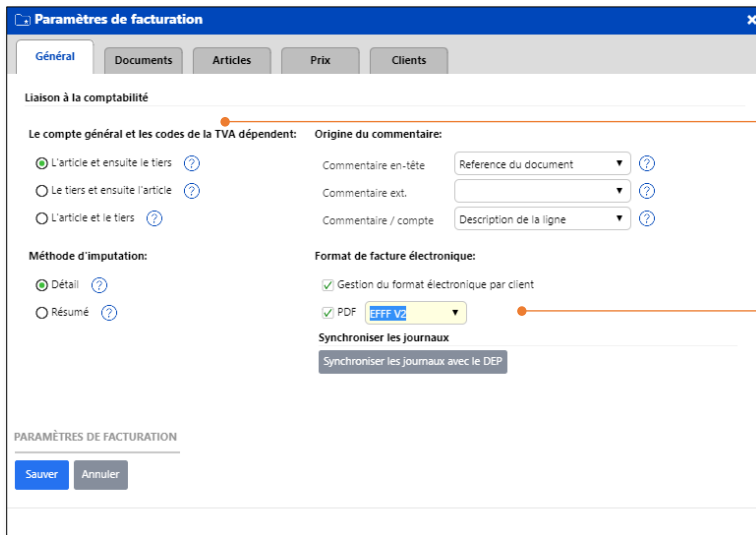 Paramètres de facturation
Général
Documents
Articles
Prix
Clients
Liaison à la comptabilité
Le compte général et les codes de la TVA dépendent:
L'article et ensuite le tiers ?
Le tiers et ensuite l'article ?
L'article et le tiers ?
Méthode d'imputation:
Détail ?
Résumé ?
Origine du commentaire:
Commentaire en-tête Reference du document ?
Commentaire ext. ?
Commentaire / compte Description de la ligne ?
Format de facture électronique:
Gestion du format électronique par client
PDF EFFF V2
Synchroniser les journaux
Synchroniser les journaux avec le DEP
PARAMÈTRES DE FACTURATION
Sauver
Annuler